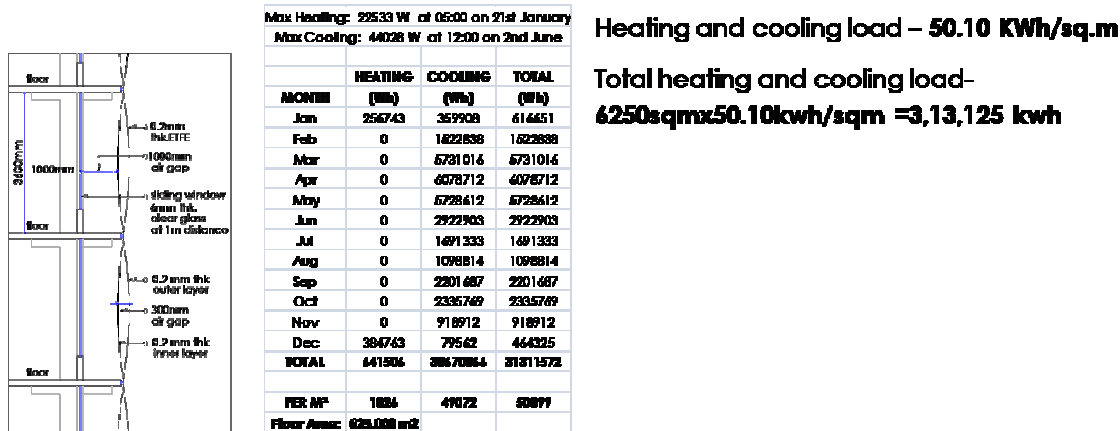 Max Heating: 22533 W at 05:00 on 21st January
Max Cooling: 44028 W at 12:00 on 2nd June
HEATING COOLING TOTAL
MONTH (Wh) (Wh) (Wh)
Jan 256743 359908 616651
Feb 0 1522838 1522838
Mar 0 5731016 5731016
Apr 0 6078712 6078712
May 0 5728612 5728612
Jun 0 2922903 2922903
Jul 0 1691333 1691333
Aug 0 1098814 1098814
Sep 0 2201687 2201687
Oct 0 2335769 2335769
Nov 0 918912 918912
Dec 384763 79562 464325
TOTAL 641506 31311572
PER M² 1026 49072
Floor Area: 625.000 m2
Heating and cooling load – 50.10 KWh/sq.m
Total heating and cooling load-
6250sqmx50.10kwh/sqm =3,13,125 kwh
floor
0.2mm
thk.ETFE
1000mm
air gap
3600mm
1000mm
sliding window
6mm thk.
clear glass
at 1m distance
floor
0.2 mm thk
outer layer
300mm
air gap
0.2 mm thk
inner layer
floor